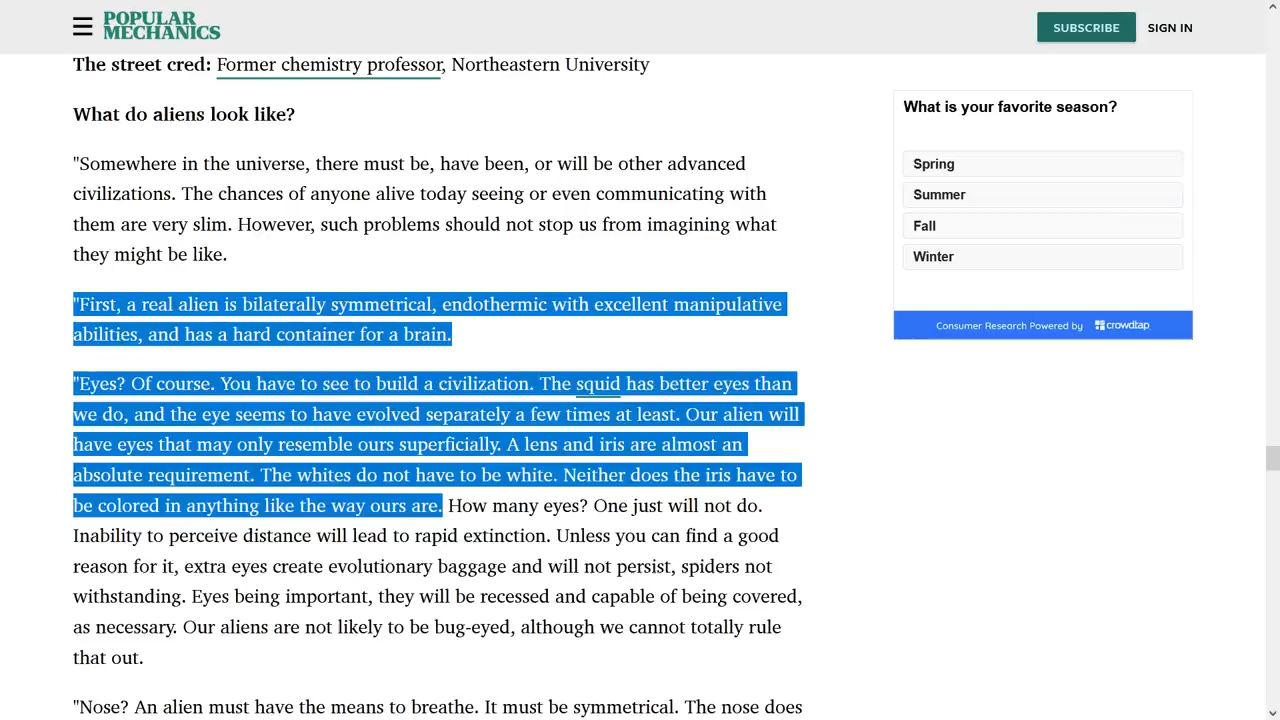 POPULAR
MECHANICS
SUBSCRIBE
SIGN IN
The street cred: Former chemistry professor, Northeastern University
What do aliens look like?
"Somewhere in the universe, there must be, have been, or will be other advanced
civilizations. The chances of anyone alive today seeing or even communicating with
them are very slim. However, such problems should not stop us from imagining what
they might be like.
"First, a real alien is bilaterally symmetrical, endothermic with excellent manipulative
abilities, and has a hard container for a brain.
"Eyes? Of course. You have to see to build a civilization. The squid has better eyes than
we do, and the eye seems to have evolved separately a few times at least. Our alien will
have eyes that may only resemble ours superficially. A lens and iris are almost an
absolute requirement. The whites do not have to be white. Neither does the iris have to
be colored in anything like the way ours are. How many eyes? One just will not do.
Inability to perceive distance will lead to rapid extinction. Unless you can find a good
reason for it, extra eyes create evolutionary baggage and will not persist, spiders not
withstanding. Eyes being important, they will be recessed and capable of being covered,
as necessary. Our aliens are not likely to be bug-eyed, although we cannot totally rule
that out.
"Nose? An alien must have the means to breathe. It must be symmetrical. The nose does
What is your favorite season?
Spring
Summer
Fall
Winter
Consumer Research Powered by crowdtap